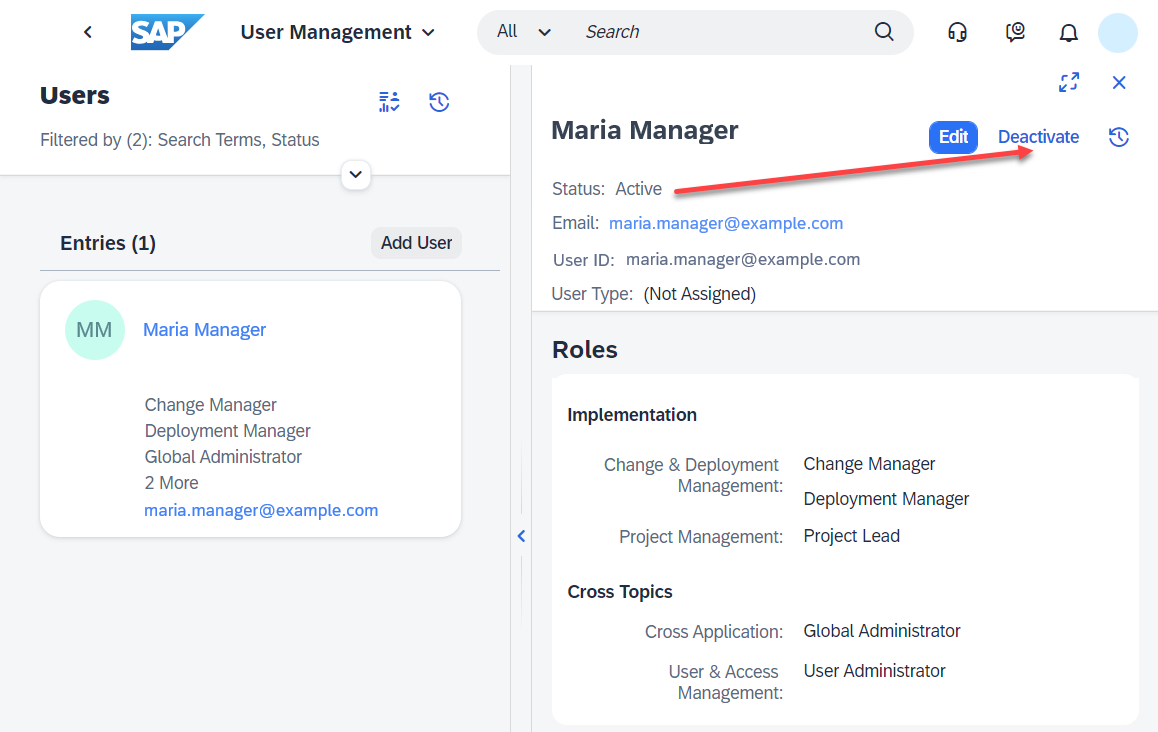 SAP
User Management
All
Search
Users
Filtered by (2): Search Terms, Status
Entries (1)
Add User
MM
Maria Manager
Change Manager
Deployment Manager
Global Administrator
2 More
maria.manager@example.com
Maria Manager
Edit
Deactivate
Status: Active
Email: maria.manager@example.com
User ID: maria.manager@example.com
User Type: (Not Assigned)
Roles
Implementation
Change & Deployment
Management:
Change Manager
Deployment Manager
Project Management: Project Lead
Cross Topics
Cross Application: Global Administrator
User & Access
Management:
User Administrator